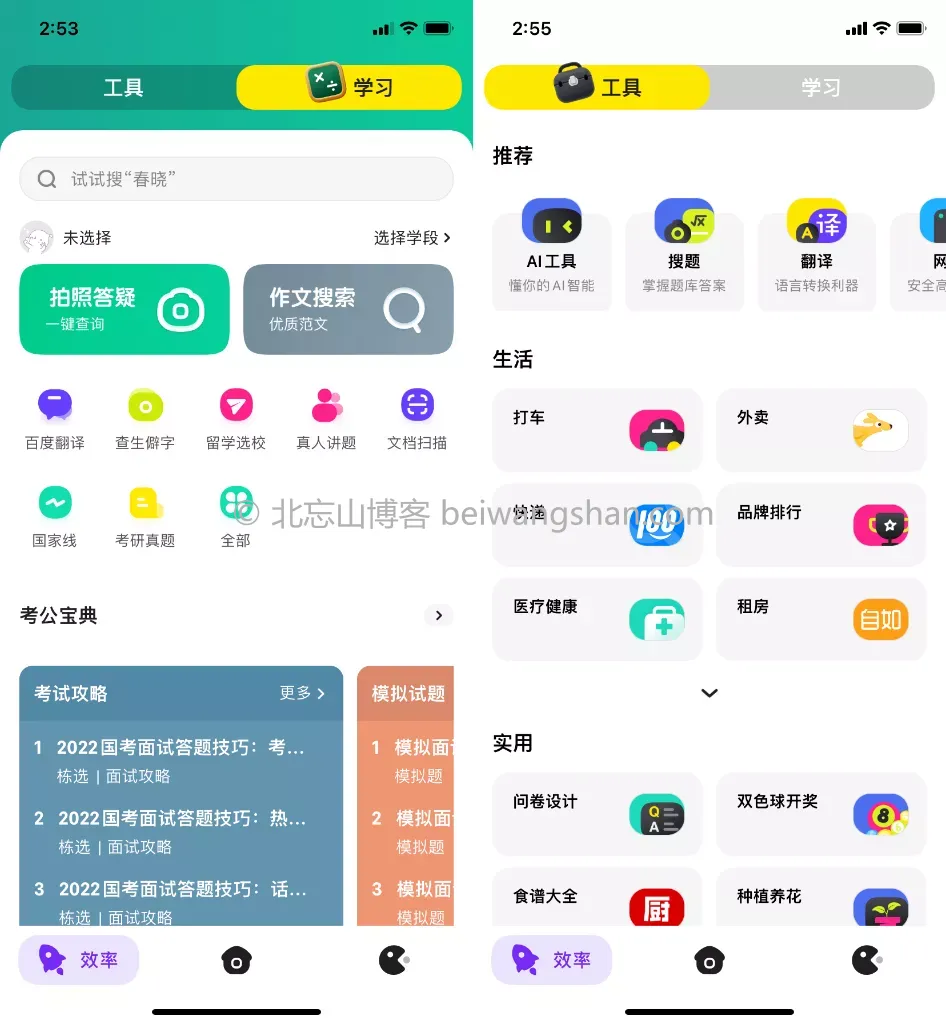 2:53
工具
学习
试试搜“春晓”
未选择
选择学段
拍照答疑
一键查询
作文搜索
优质范文
百度翻译
查生僻字
留学选校
真人讲题
文档扫描
国家线
考研真题
全部
考公宝典
考试攻略
更多
1 2022国考面试答题技巧：考...
栋选 | 面试攻略
2 2022国考面试答题技巧：热...
栋选 | 面试攻略
3 2022国考面试答题技巧：话...
栋选 | 面试攻略
模拟试题
1 模拟面
模拟题
2 模拟面
模拟题
3 模拟面
模拟题
效率
2:55
工具
学习
推荐
AI工具
懂你的AI智能
√x
搜题
掌握题库答案
A 译
翻译
语言转换利器
安全高
生活
打车
外卖
快递
100
品牌排行
医疗健康
租房
自如
实用
问卷设计
Q
A
双色球开奖
8
食谱大全
厨
种植养花
效率
© 北忘山博客 beiwangshan.com